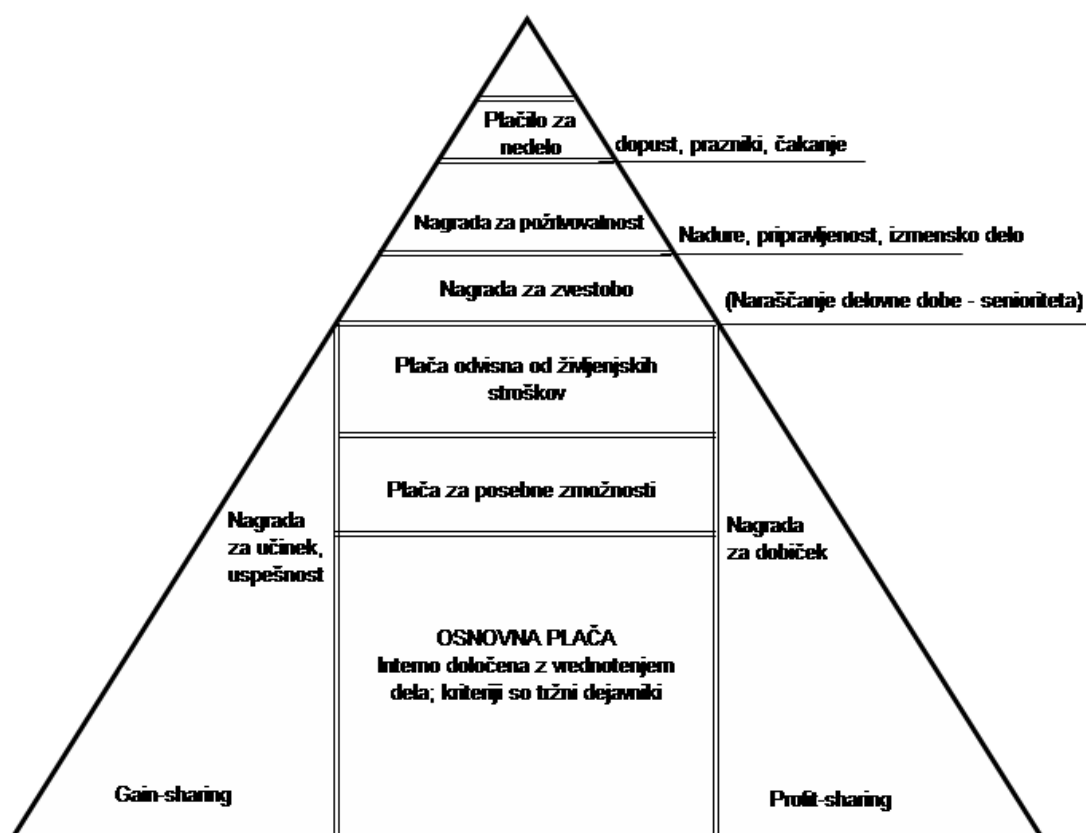 Plačilo za
nedelo
dopust, prazniki, čakanje
Nagrada za požrtvovalnost
Nadure, pripravljenost, izmensko delo
Nagrada za zvestobo
(Naraščanje delovne dobe - senioriteta)
Plača odvisna od življenjskih
stroškov
Plača za posebne zmožnosti
Nagrada
za učinek,
uspešnost
Nagrada
za dobiček
OSNOVNA PLAČA
Interno določena z vrednotenjem
dela; kriteriji so tržni dejavniki
Gain-sharing
Profit-sharing